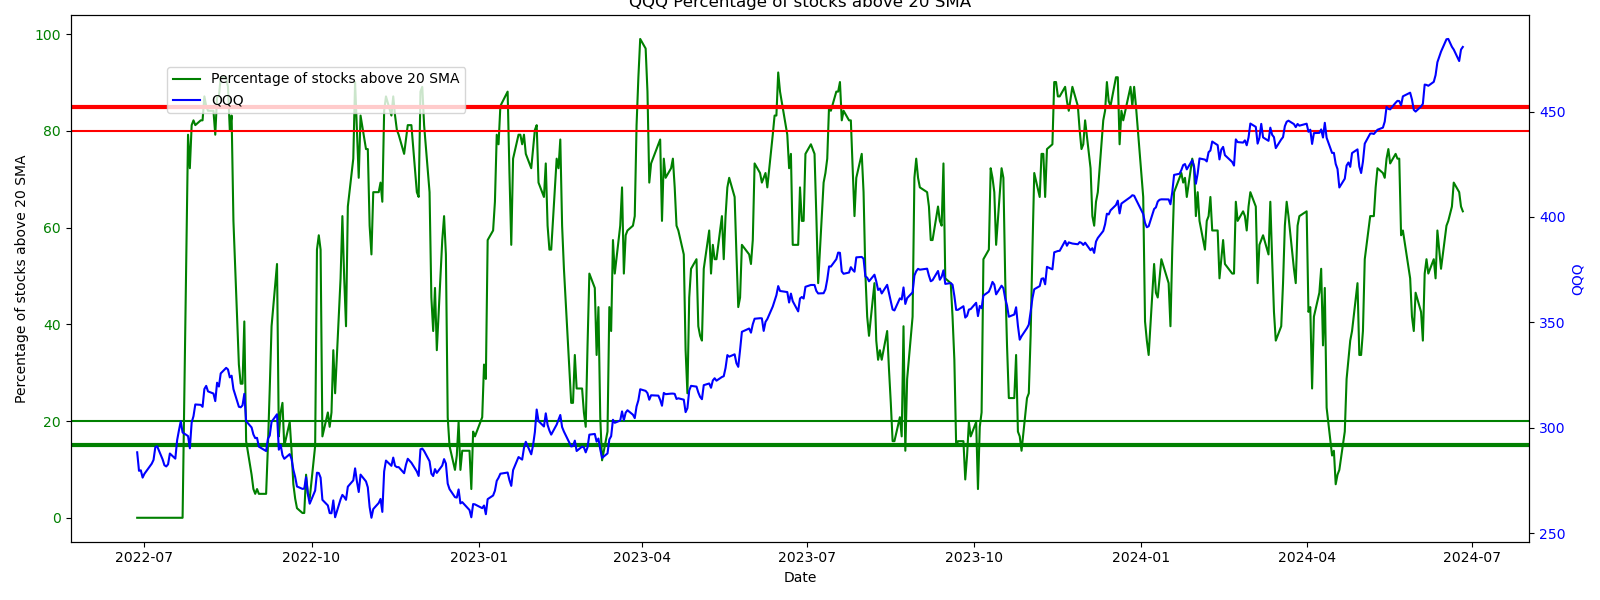 QQQ Percentage of stocks above 20 SMA
Percentage of stocks above 20 SMA
QQQ
100
80
60
40
20
0
Percentage of stocks above 20 SMA
450
400
350
300
250
QQQ
2022-07 2022-10 2023-01 2023-04 2023-07 2023-10 2024-01 2024-04 2024-07
Date